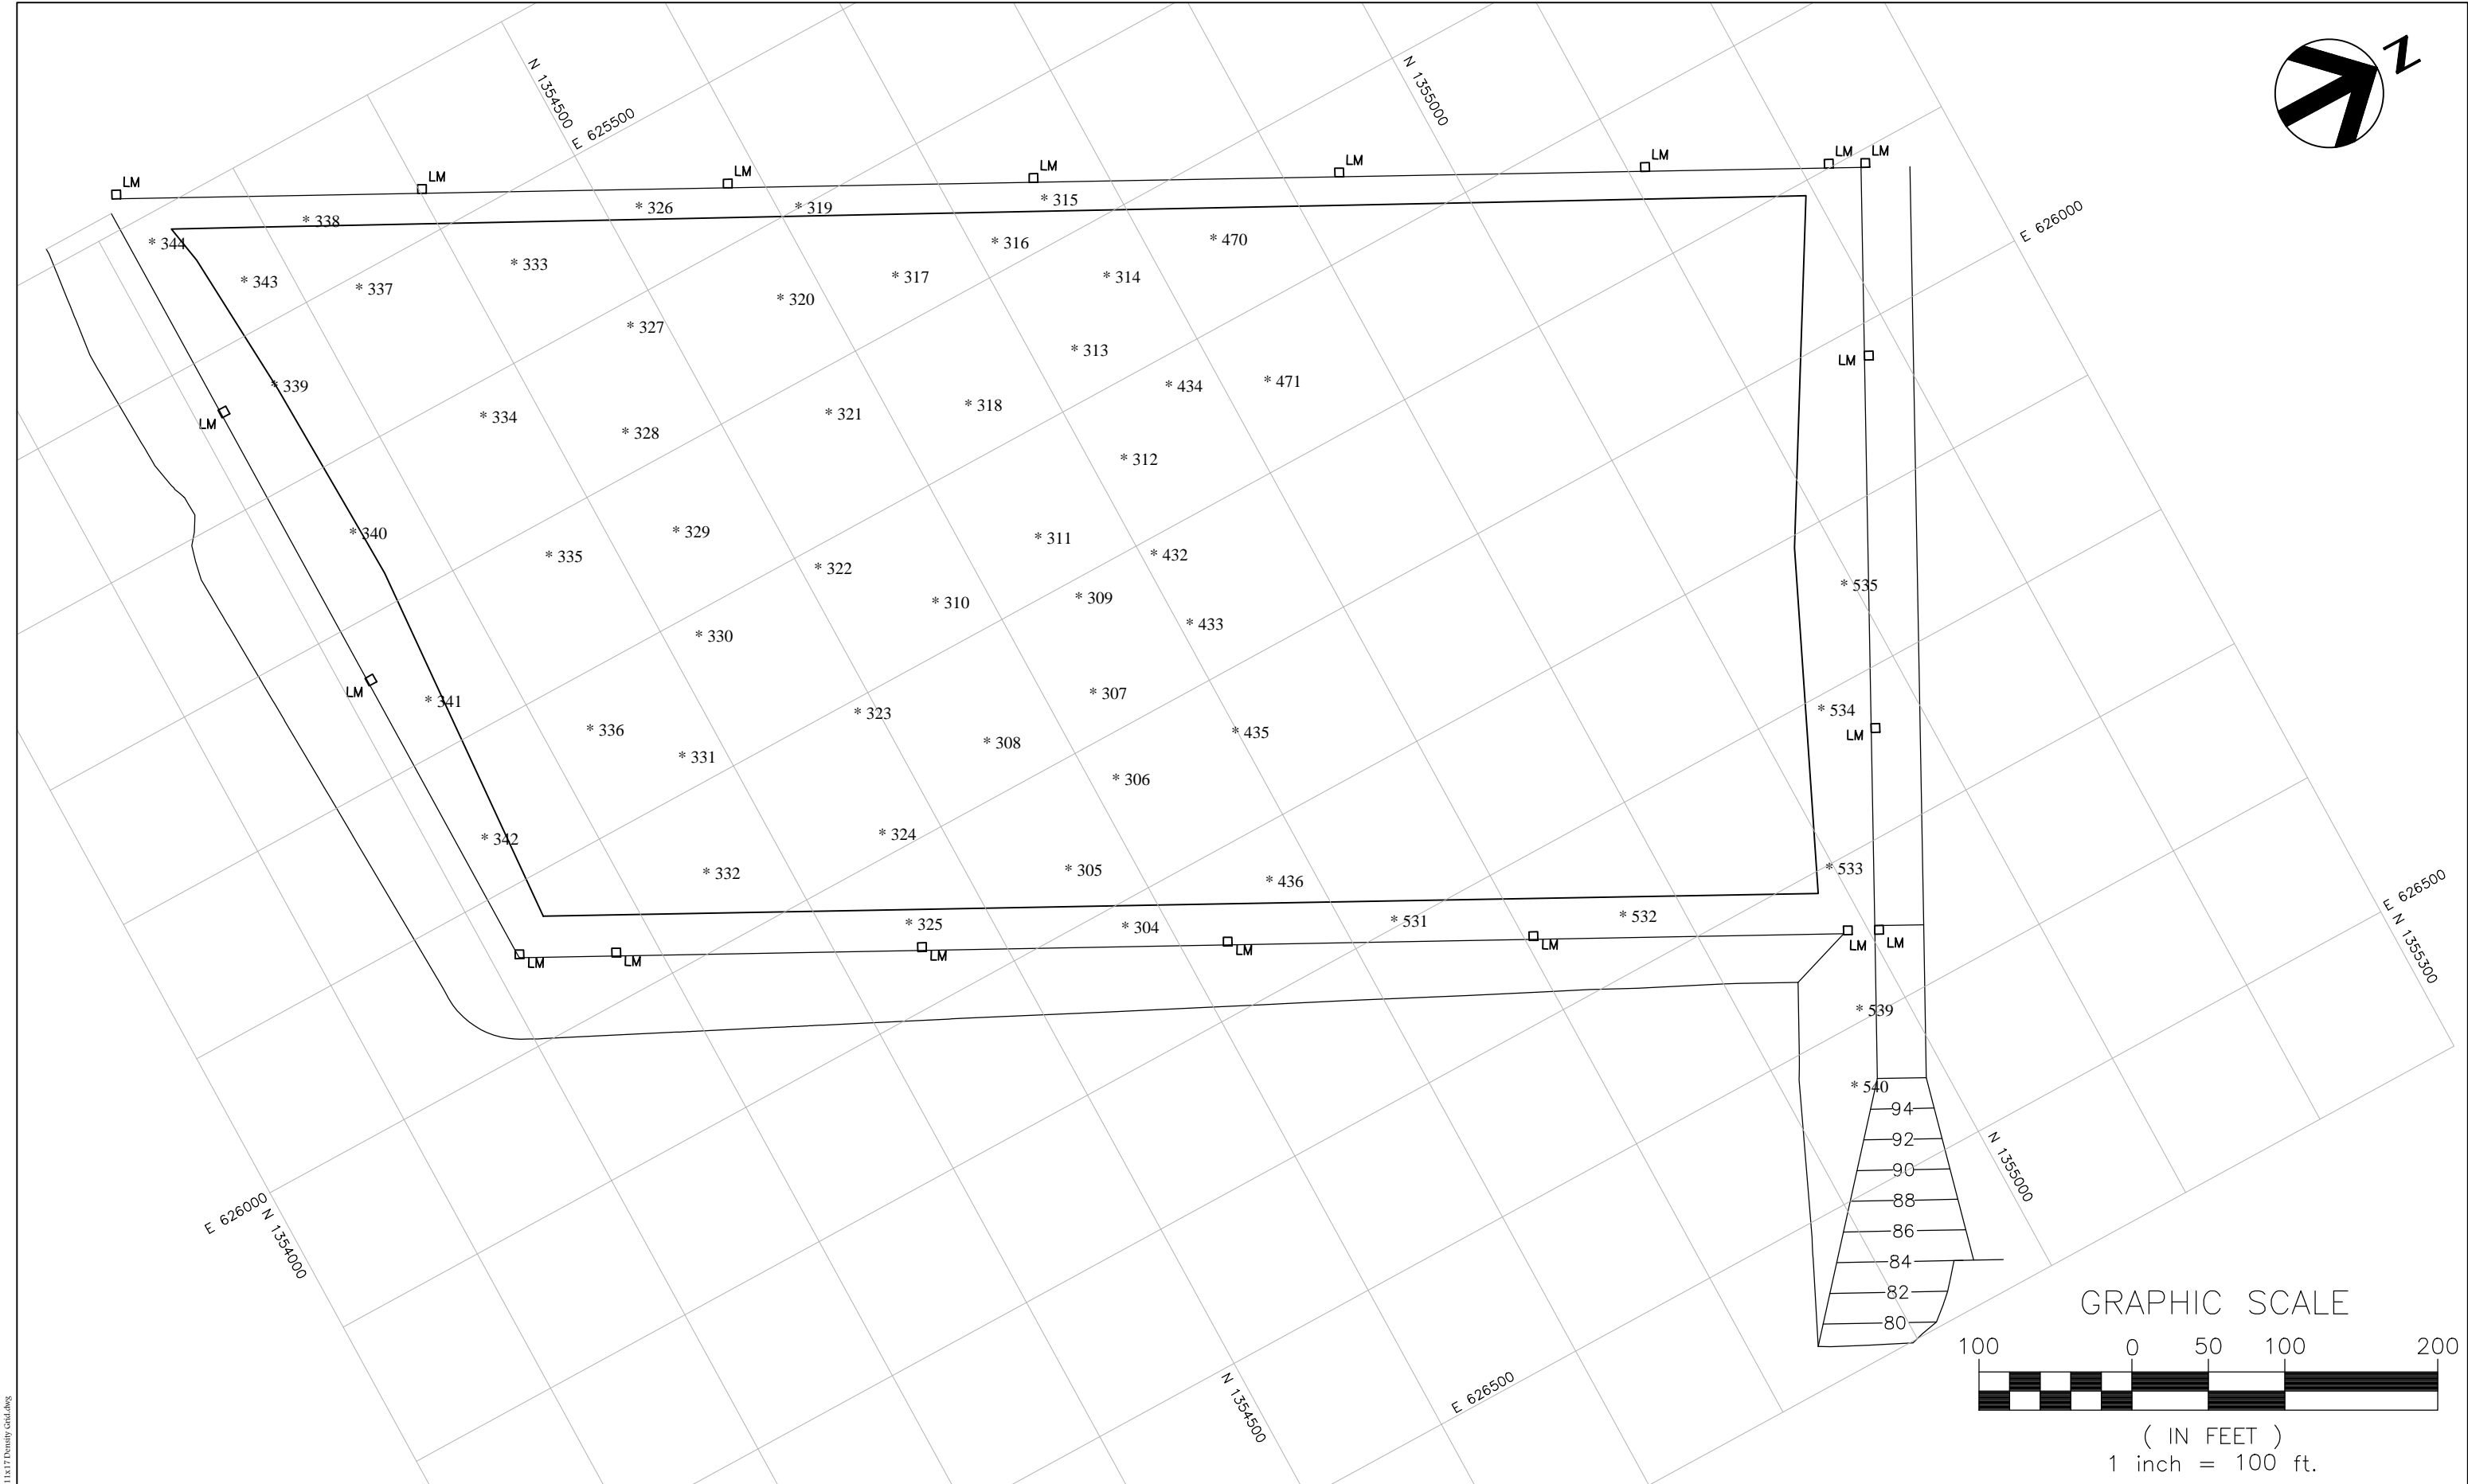 Z
N 1354500
E 625500
N 1355000
E 626000
LM
LM
LM
LM
LM
LM
LM
LM
* 338
* 326
* 319
* 315
* 344
* 316
* 470
* 343
* 337
* 333
* 317
* 314
* 320
* 327
* 313
LM
* 339
* 434
* 471
* 318
* 321
* 334
LM
* 328
* 312
* 340
* 329
* 311
* 335
* 432
* 322
* 535
* 310
* 309
* 433
* 330
LM
* 341
* 307
* 323
* 534
* 336
* 435
LM
* 308
* 331
* 306
* 342
* 324
* 332
* 305
* 436
* 533
E 626500
N 1355300
* 325
* 304
* 531
* 532
LM
LM
LM
LM
LM
LM
LM
* 539
* 540
94
92
90
88
86
84
82
80
N 1355000
E 626000
N 1354000
N 1354500
E 626500
GRAPHIC SCALE
100 0 50 100 200
( IN FEET )
1 inch = 100 ft.
11x17 Density Grid.dwg